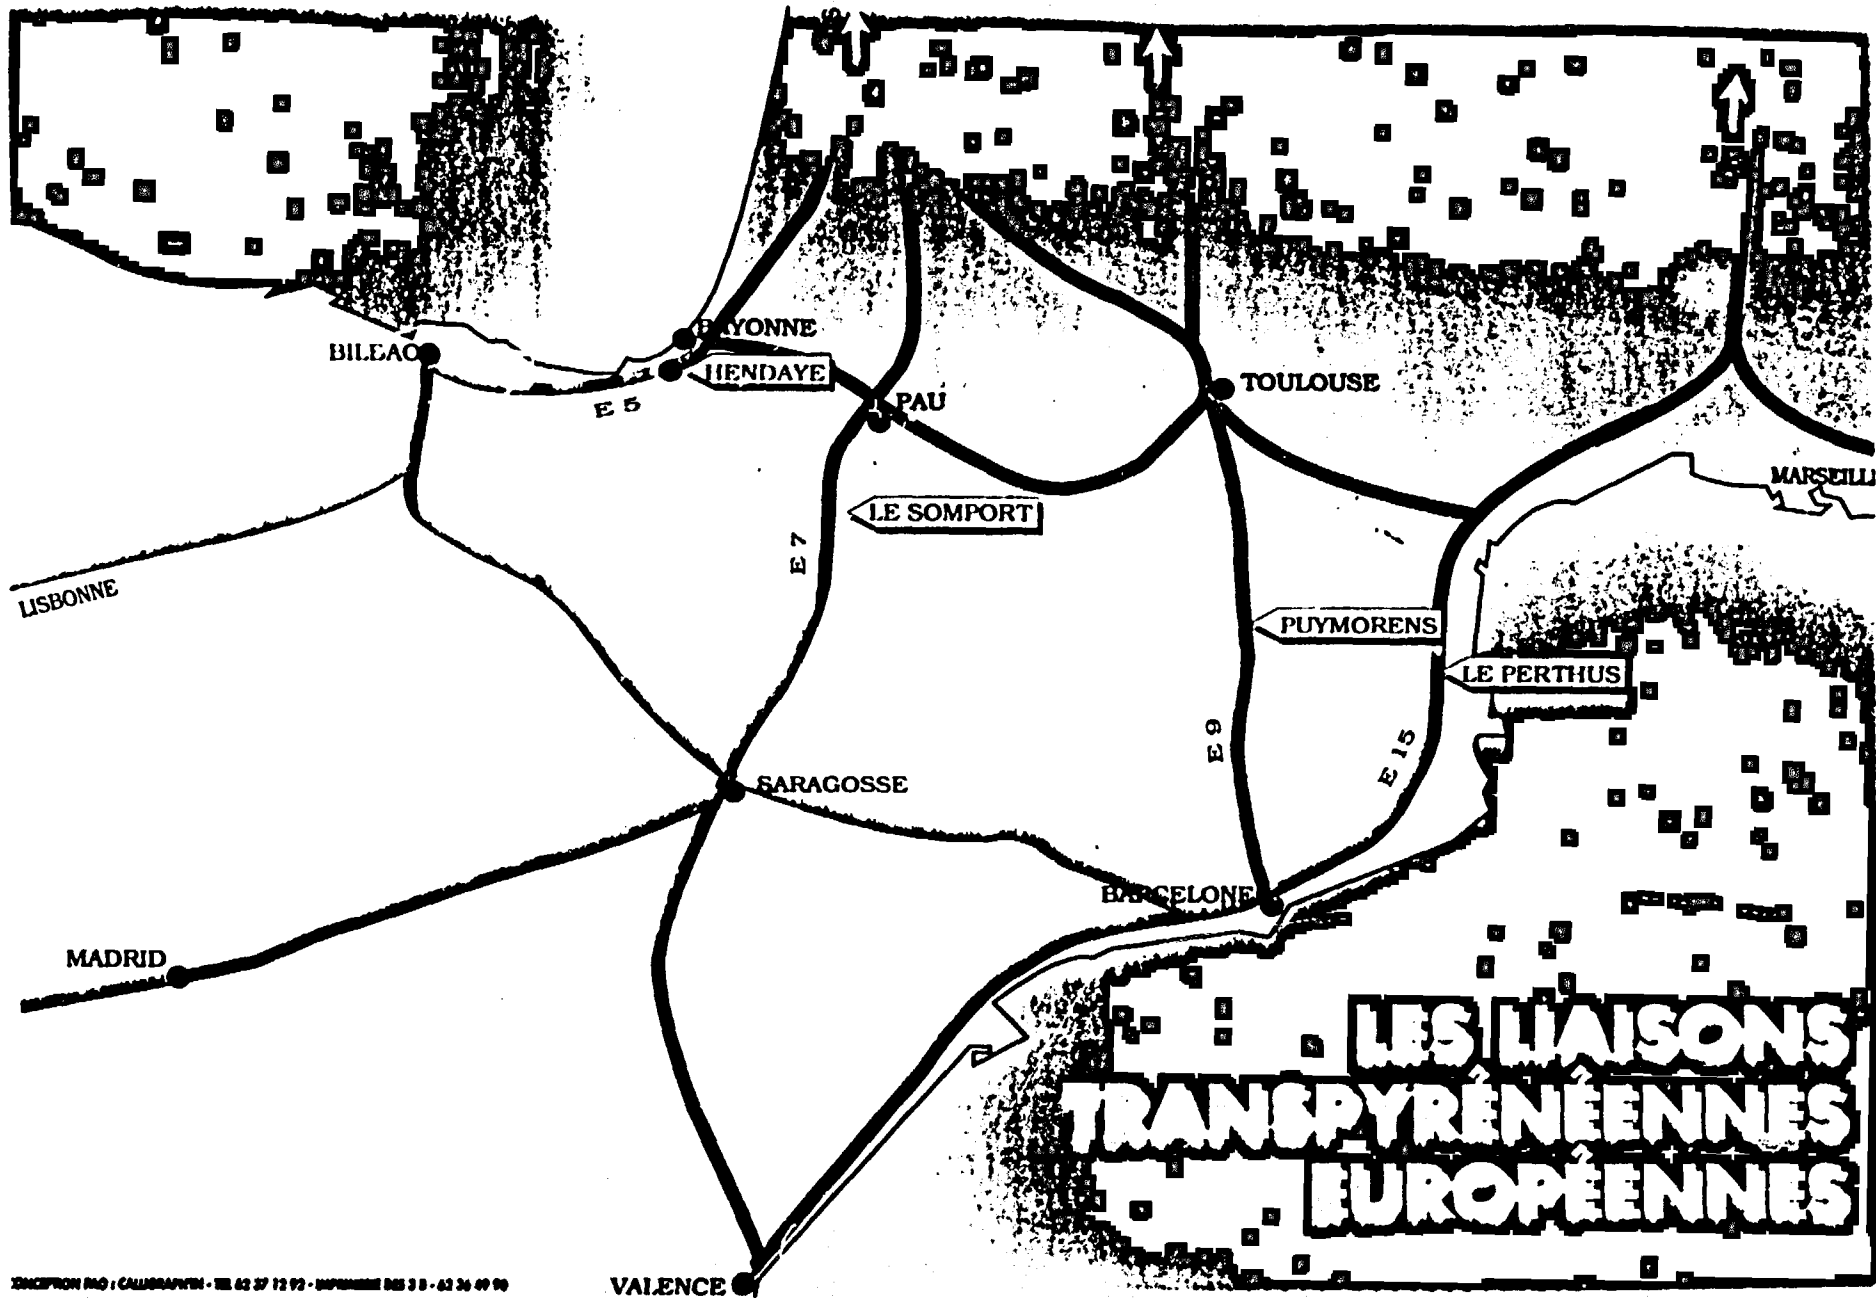 BAYONNE
BILBAO
HENDAYE
TOULOUSE
E 5
PAU
MARSEILLE
LE SOMPORT
E 7
LISBONNE
PUYMORENS
LE PERTHUS
E 9
E 15
SARAGOSSE
BARCELONE
MADRID
LES LIAISONS
TRANSPYRÉNÉENNES
EUROPÉENNES
VALENCE